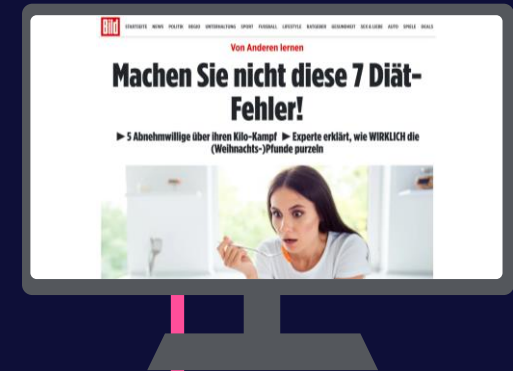 Bild STARTSEITE NEWS POLITIK REGIO UNTERHALTUNG SPORT FUSSBALL LIFESTYLE RATGEBER GESUNDHEIT SEX & LIEBE AUTO SPIELE DEALS
Von Anderen lernen
Machen Sie nicht diese 7 Diät-
Fehler!
▶ 5 Abnehmwillige über ihren Kilo-Kampf ▶ Experte erklärt, wie WIRKLICH die
(Weihnachts-)Pfunde purzeln